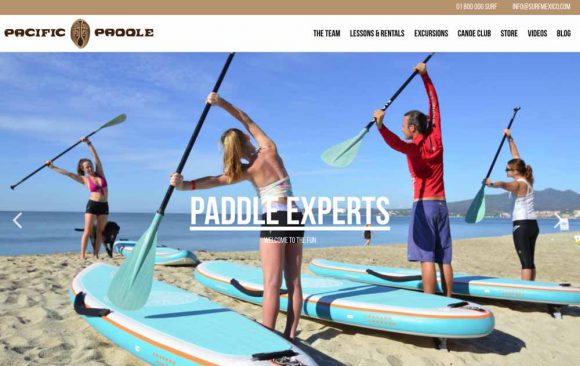 01 800 000 SURF INFO@SURFMEXICO.COM
PACIFIC PADDLE
THE TEAM LESSONS & RENTALS EXCURSIONS CANOE CLUB STORE VIDEOS BLOG
PADDLE EXPERTS
WELCOME TO THE FUN